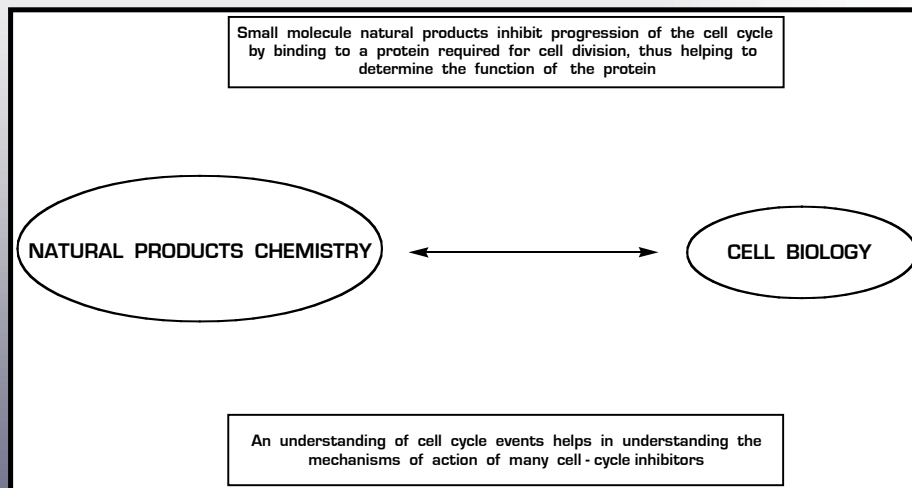 Small molecule natural products inhibit progression of the cell cycle
by binding to a protein required for cell division, thus helping to
determine the function of the protein
NATURAL PRODUCTS CHEMISTRY
CELL BIOLOGY
An understanding of cell cycle events helps in understanding the
mechanisms of action of many cell - cycle inhibitors